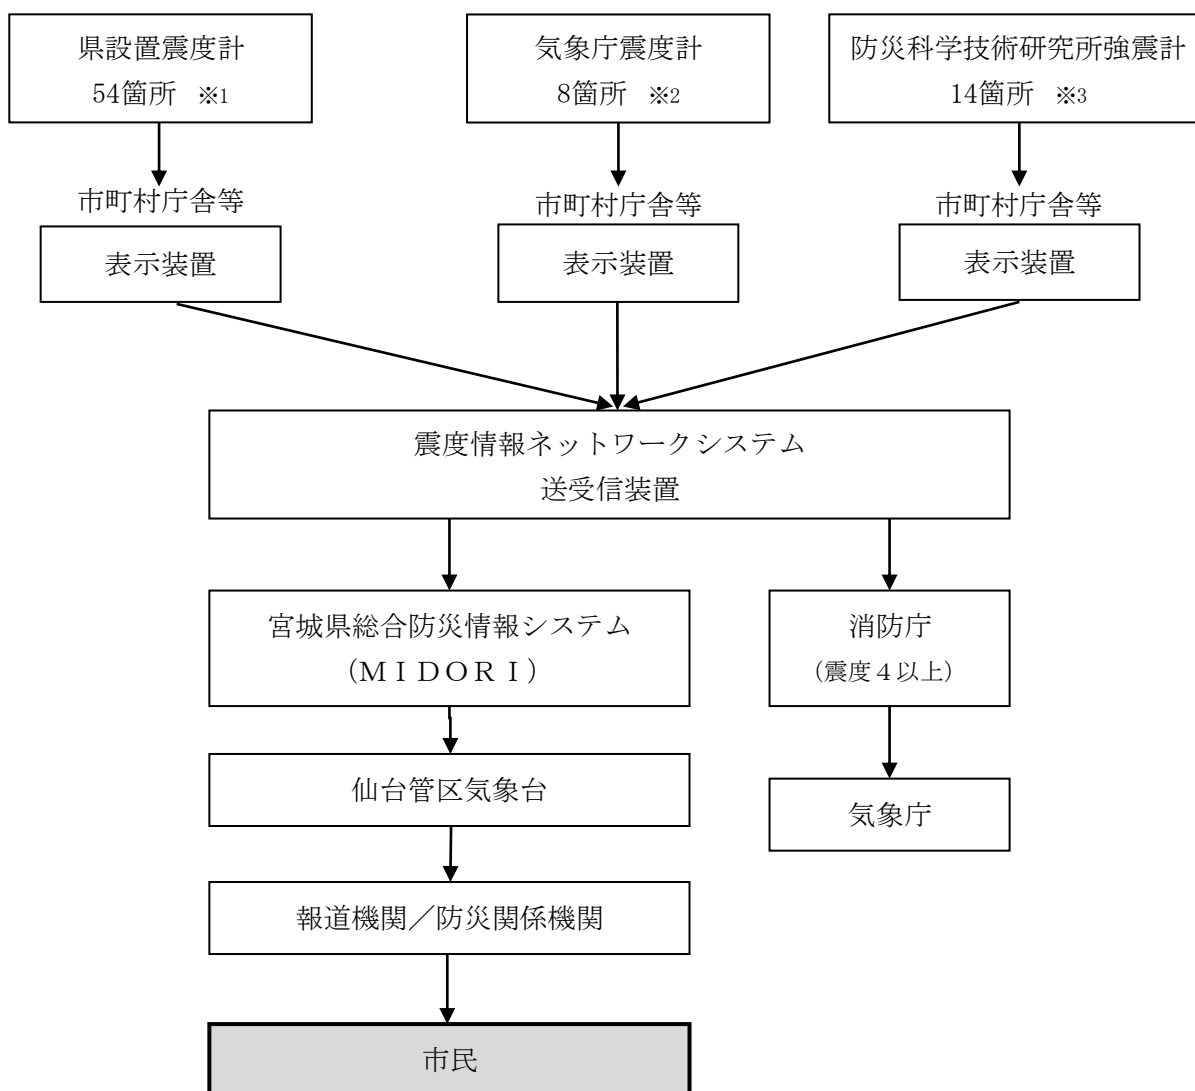 県設置震度計
54箇所 ※1
気象庁震度計
8箇所 ※2
防災科学技術研究所強震計
14箇所 ※3
市町村庁舎等
市町村庁舎等
市町村庁舎等
表示装置
表示装置
表示装置
震度情報ネットワークシステム
送受信装置
宮城県総合防災情報システム
(ＭＩＤＯＲＩ)
消防庁
(震度４以上)
仙台管区気象台
気象庁
報道機関／防災関係機関
市民